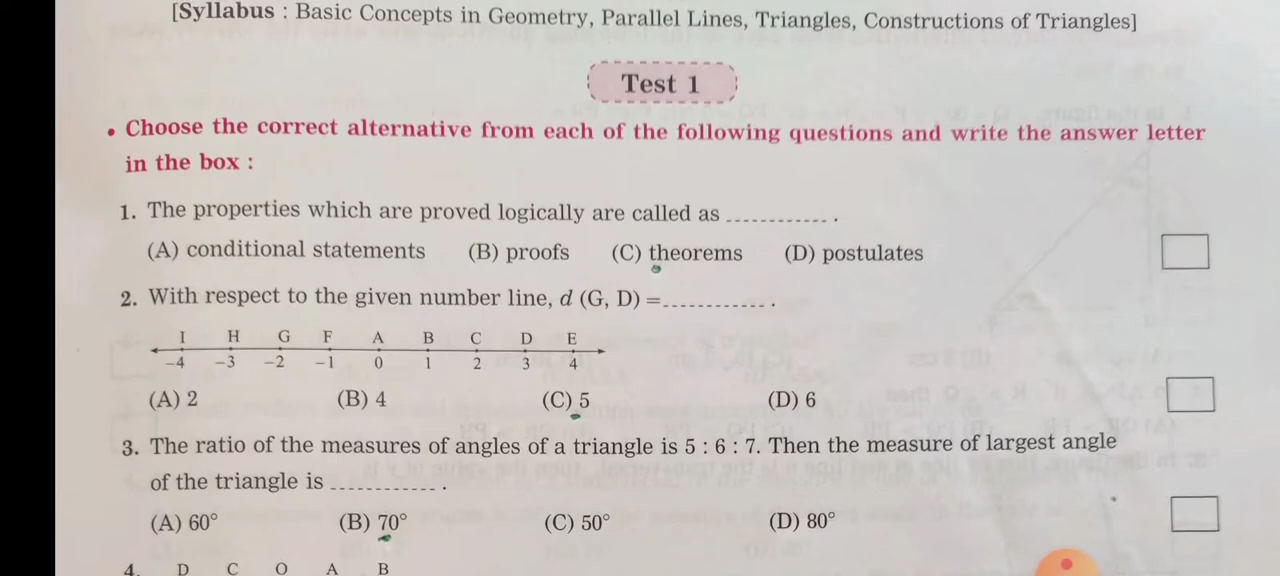 [Syllabus : Basic Concepts in Geometry, Parallel Lines, Triangles, Constructions of Triangles]
Test 1
• Choose the correct alternative from each of the following questions and write the answer letter
in the box :
1. The properties which are proved logically are called as ............ .
(A) conditional statements (B) proofs (C) theorems (D) postulates
2. With respect to the given number line, d (G, D) =............ .
I H G F A B C D E
−4 −3 −2 −1 0 1 2 3 4
(A) 2 (B) 4 (C) 5 (D) 6
3. The ratio of the measures of angles of a triangle is 5 : 6 : 7. Then the measure of largest angle
of the triangle is ............ .
(A) 60° (B) 70° (C) 50° (D) 80°
4. D C O A B